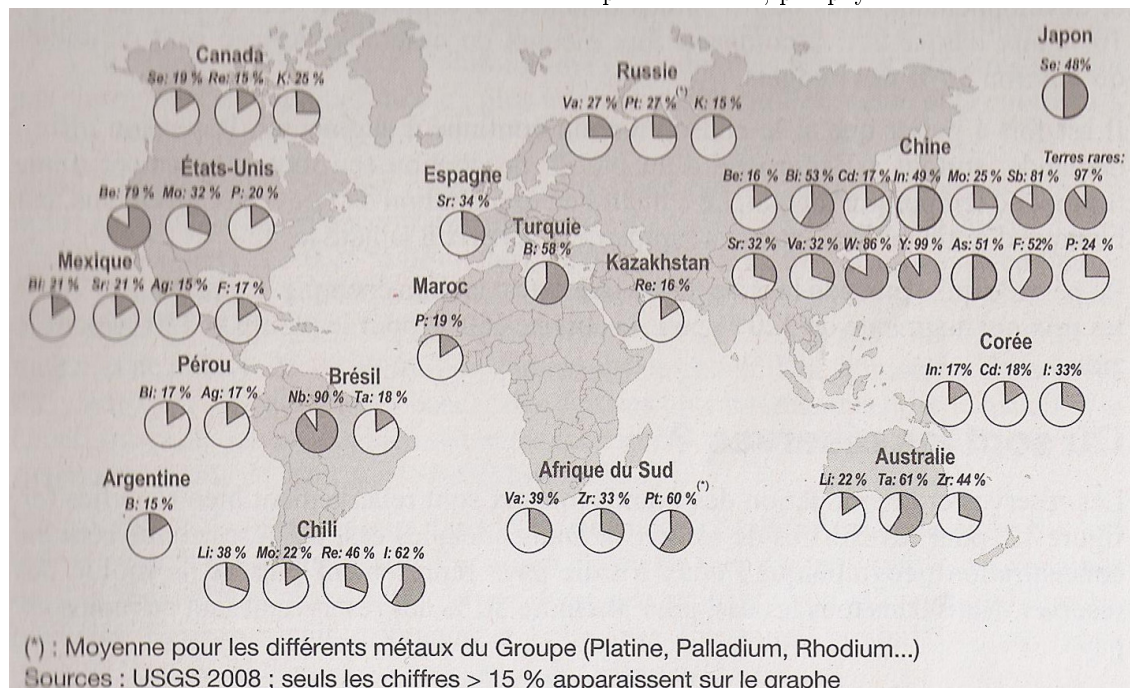 Canada
Se: 19 % Re: 15 % K: 25 %
États-Unis
Be: 79 % Mo: 32 % P: 20 %
Mexique
Bi: 21 % Sr: 21 % Ag: 15 % F: 17 %
Pérou
Bi: 17 % Ag: 17 %
Brésil
Nb: 90 % Ta: 18 %
Argentine
B: 15 %
Chili
Li: 38 % Mo: 22 % Re: 46 % I: 62 %
Espagne
Sr: 34 %
Maroc
P: 19 %
Turquie
B: 58 %
Russie
Va: 27 % Pt: 27 % (*) K: 15 %
Kazakhstan
Re: 16 %
Afrique du Sud
Va: 39 % Zr: 33 % Pt: 60 % (*)
Japon
Se: 48%
Chine
Terres rares:
Be: 16 % Bi: 53 % Cd: 17 % In: 49 % Mo: 25 % Sb: 81 % 97 %
Sr: 32 % Va: 32 % W: 86 % Y: 99 % As: 51 % F: 52% P: 24 %
Corée
In: 17% Cd: 18% I: 33%
Australie
Li: 22 % Ta: 61 % Zr: 44 %
(*) : Moyenne pour les différents métaux du Groupe (Platine, Palladium, Rhodium...)
Sources : USGS 2008 ; seuls les chiffres > 15 % apparaissent sur le graphe